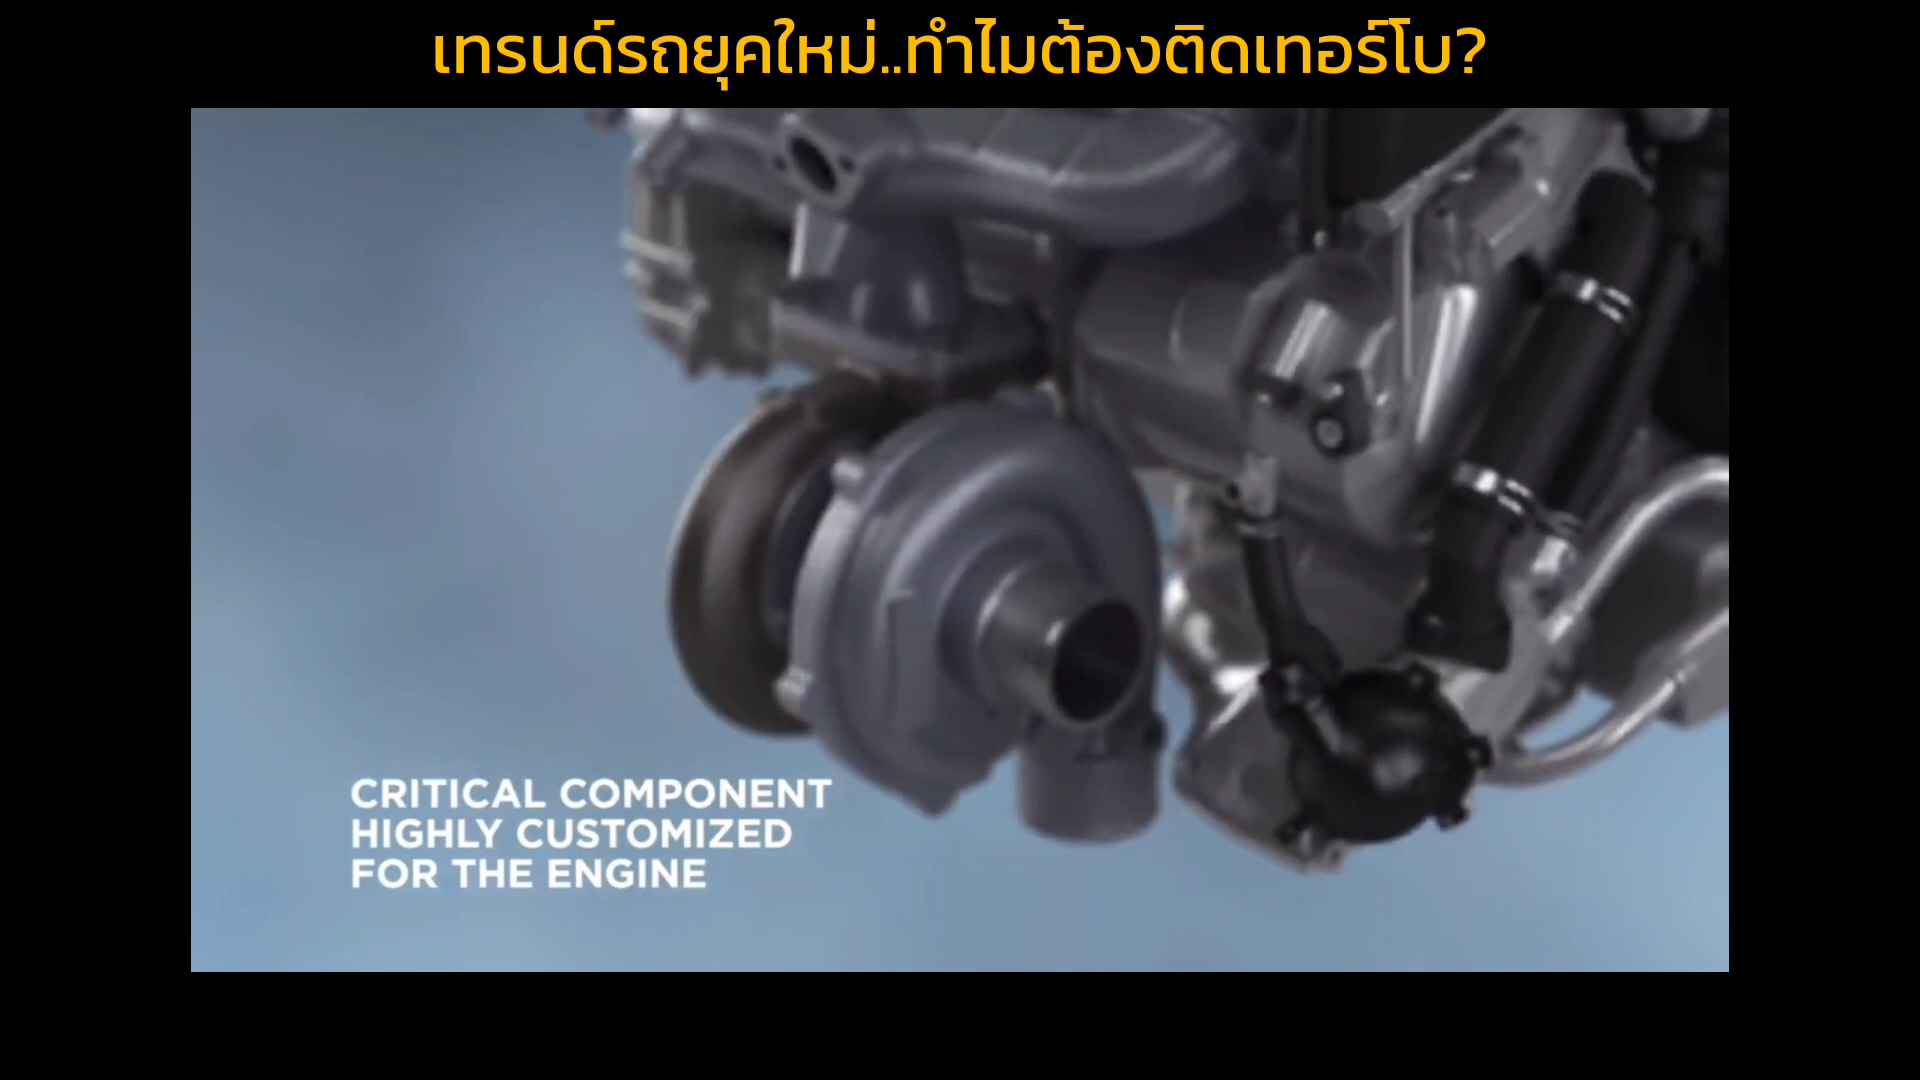 เทรนด์รถยุคใหม่..ทำไมต้องติดเทอร์โบ?
CRITICAL COMPONENT
HIGHLY CUSTOMIZED
FOR THE ENGINE